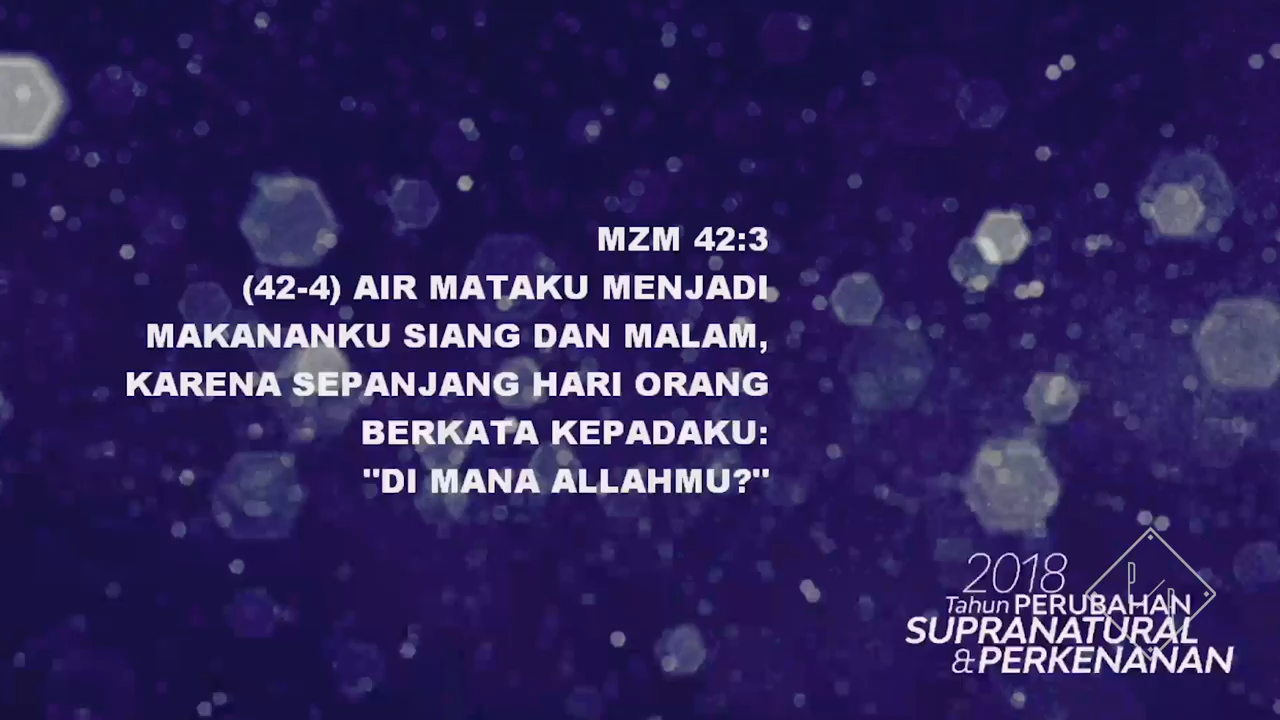 MZM 42:3
(42-4) AIR MATAKU MENJADI
MAKANANKU SIANG DAN MALAM,
KARENA SEPANJANG HARI ORANG
BERKATA KEPADAKU:
"DI MANA ALLAHMU?"
2018
Tahun PERUBAHAN
SUPRANATURAL
&PERKENANAN